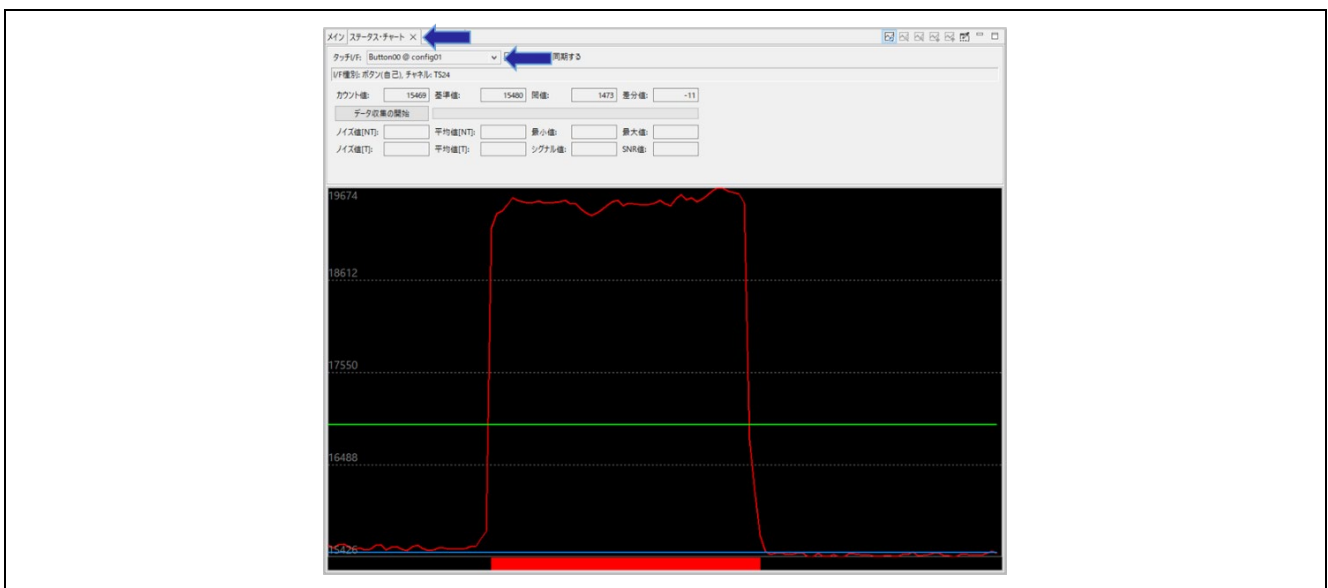 メイン ステータス・チャート
タッチI/F: Button00 @ config01 同期する
I/F種別: ボタン(自己), チャネル: TS24
カウント値: 15469 基準値: 15480 閾値: 1473 差分値: -11
データ収集の開始
ノイズ値[NT]: 平均値[NT]: 最小値: 最大値:
ノイズ値[T]: 平均値[T]: シグナル値: SNR値:
19674
18612
17550
16488
15426